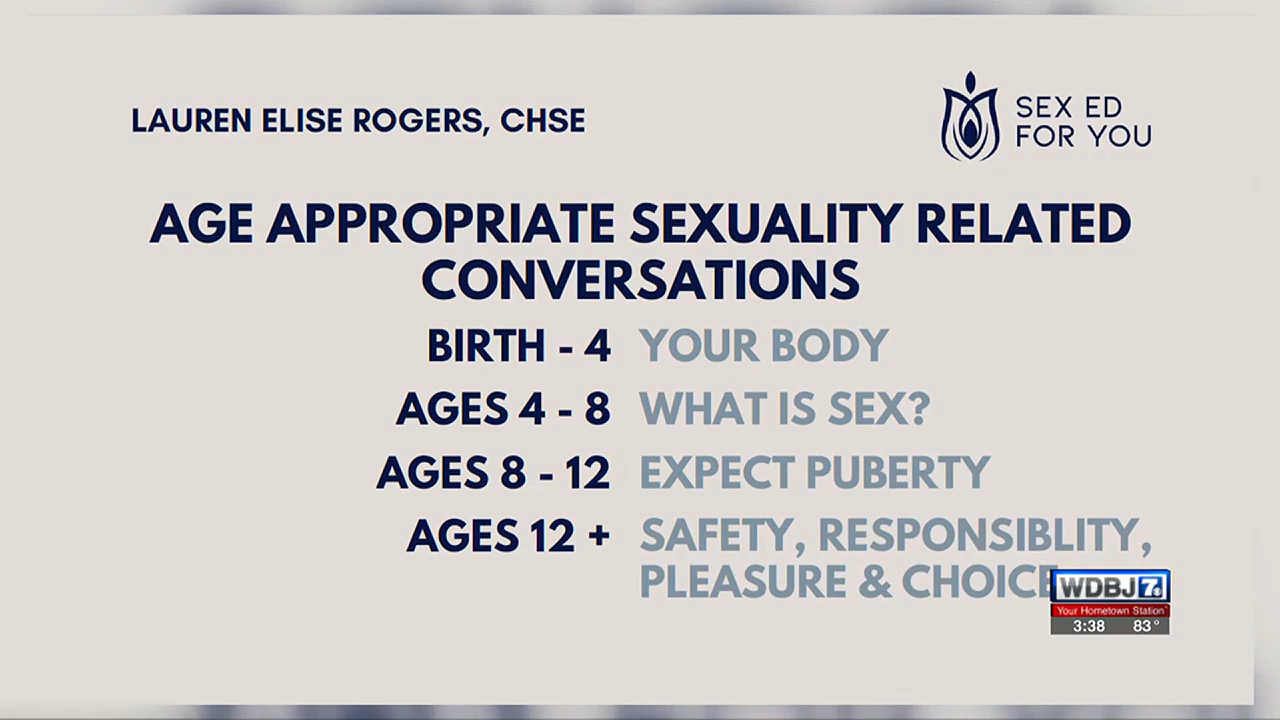 LAUREN ELISE ROGERS, CHSE
SEX ED
FOR YOU
AGE APPROPRIATE SEXUALITY RELATED
CONVERSATIONS
BIRTH - 4 YOUR BODY
AGES 4 - 8 WHAT IS SEX?
AGES 8 - 12 EXPECT PUBERTY
AGES 12 + SAFETY, RESPONSIBLITY,
PLEASURE & CHOICE
WDBJ 7
Your Hometown Station
3:38 83°